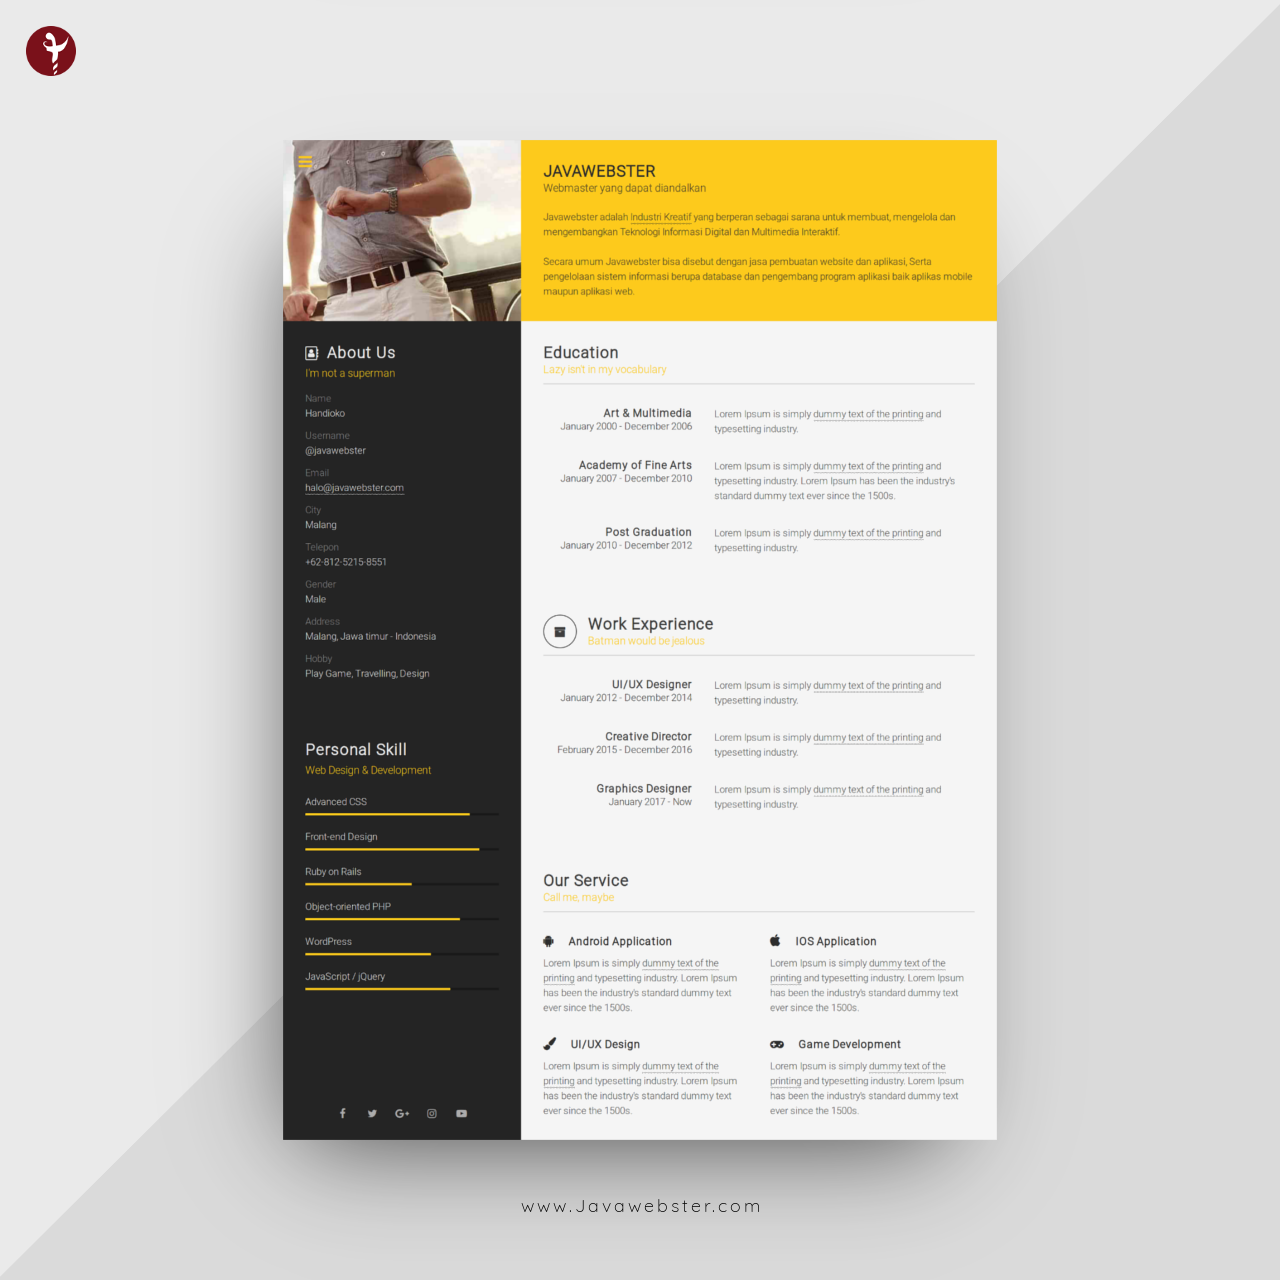 JAVAWEBSTER
Webmaster yang dapat diandalkan
Javawebster adalah Industri Kreatif yang berperan sebagai sarana untuk membuat, mengelola dan
mengembangkan Teknologi Informasi Digital dan Multimedia Interaktif.
Secara umum Javawebster bisa disebut dengan jasa pembuatan website dan aplikasi, Serta
pengelolaan sistem informasi berupa database dan pengembang program aplikasi baik aplikas mobile
maupun aplikasi web.
About Us
I'm not a superman
Name
Handioko
Username
@javawebster
Email
halo@javawebster.com
City
Malang
Telepon
+62-812-5215-8551
Gender
Male
Address
Malang, Jawa timur - Indonesia
Hobby
Play Game, Travelling, Design
Personal Skill
Web Design & Development
Advanced CSS
Front-end Design
Ruby on Rails
Object-oriented PHP
WordPress
JavaScript / jQuery
Education
Lazy isn't in my vocabulary
Art & Multimedia
January 2000 - December 2006
Lorem Ipsum is simply dummy text of the printing and
typesetting industry.
Academy of Fine Arts
January 2007 - December 2010
Lorem Ipsum is simply dummy text of the printing and
typesetting industry. Lorem Ipsum has been the industry's
standard dummy text ever since the 1500s.
Post Graduation
January 2010 - December 2012
Lorem Ipsum is simply dummy text of the printing and
typesetting industry.
Work Experience
Batman would be jealous
UI/UX Designer
January 2012 - December 2014
Lorem Ipsum is simply dummy text of the printing and
typesetting industry.
Creative Director
February 2015 - December 2016
Lorem Ipsum is simply dummy text of the printing and
typesetting industry.
Graphics Designer
January 2017 - Now
Lorem Ipsum is simply dummy text of the printing and
typesetting industry.
Our Service
Call me, maybe
Android Application
Lorem Ipsum is simply dummy text of the
printing and typesetting industry. Lorem Ipsum
has been the industry's standard dummy text
ever since the 1500s.
IOS Application
Lorem Ipsum is simply dummy text of the
printing and typesetting industry. Lorem Ipsum
has been the industry's standard dummy text
ever since the 1500s.
UI/UX Design
Lorem Ipsum is simply dummy text of the
printing and typesetting industry. Lorem Ipsum
has been the industry's standard dummy text
ever since the 1500s.
Game Development
Lorem Ipsum is simply dummy text of the
printing and typesetting industry. Lorem Ipsum
has been the industry's standard dummy text
ever since the 1500s.
www.Javawebster.com